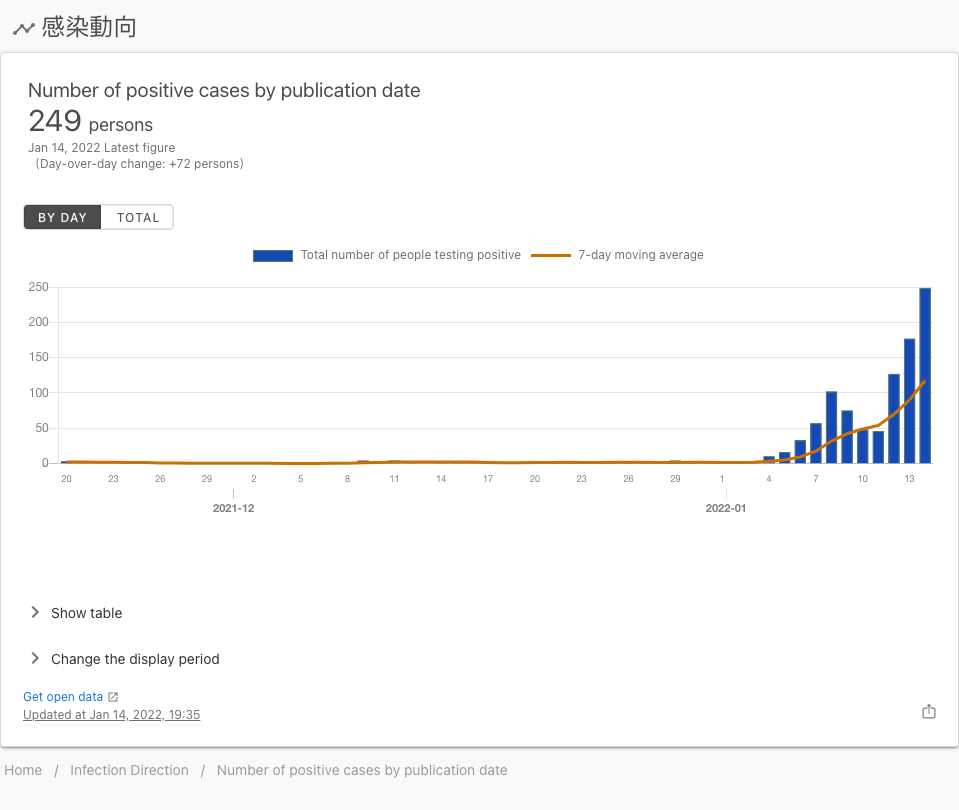 感染動向
Number of positive cases by publication date
249 persons
Jan 14, 2022 Latest figure
(Day-over-day change: +72 persons)
BY DAY TOTAL
Total number of people testing positive 7-day moving average
250
200
150
100
50
0
20 23 26 29 2 5 8 11 14 17 20 23 26 29 1 4 7 10 13
2021-12 2022-01
Show table
Change the display period
Get open data
Updated at Jan 14, 2022, 19:35
Home / Infection Direction / Number of positive cases by publication date